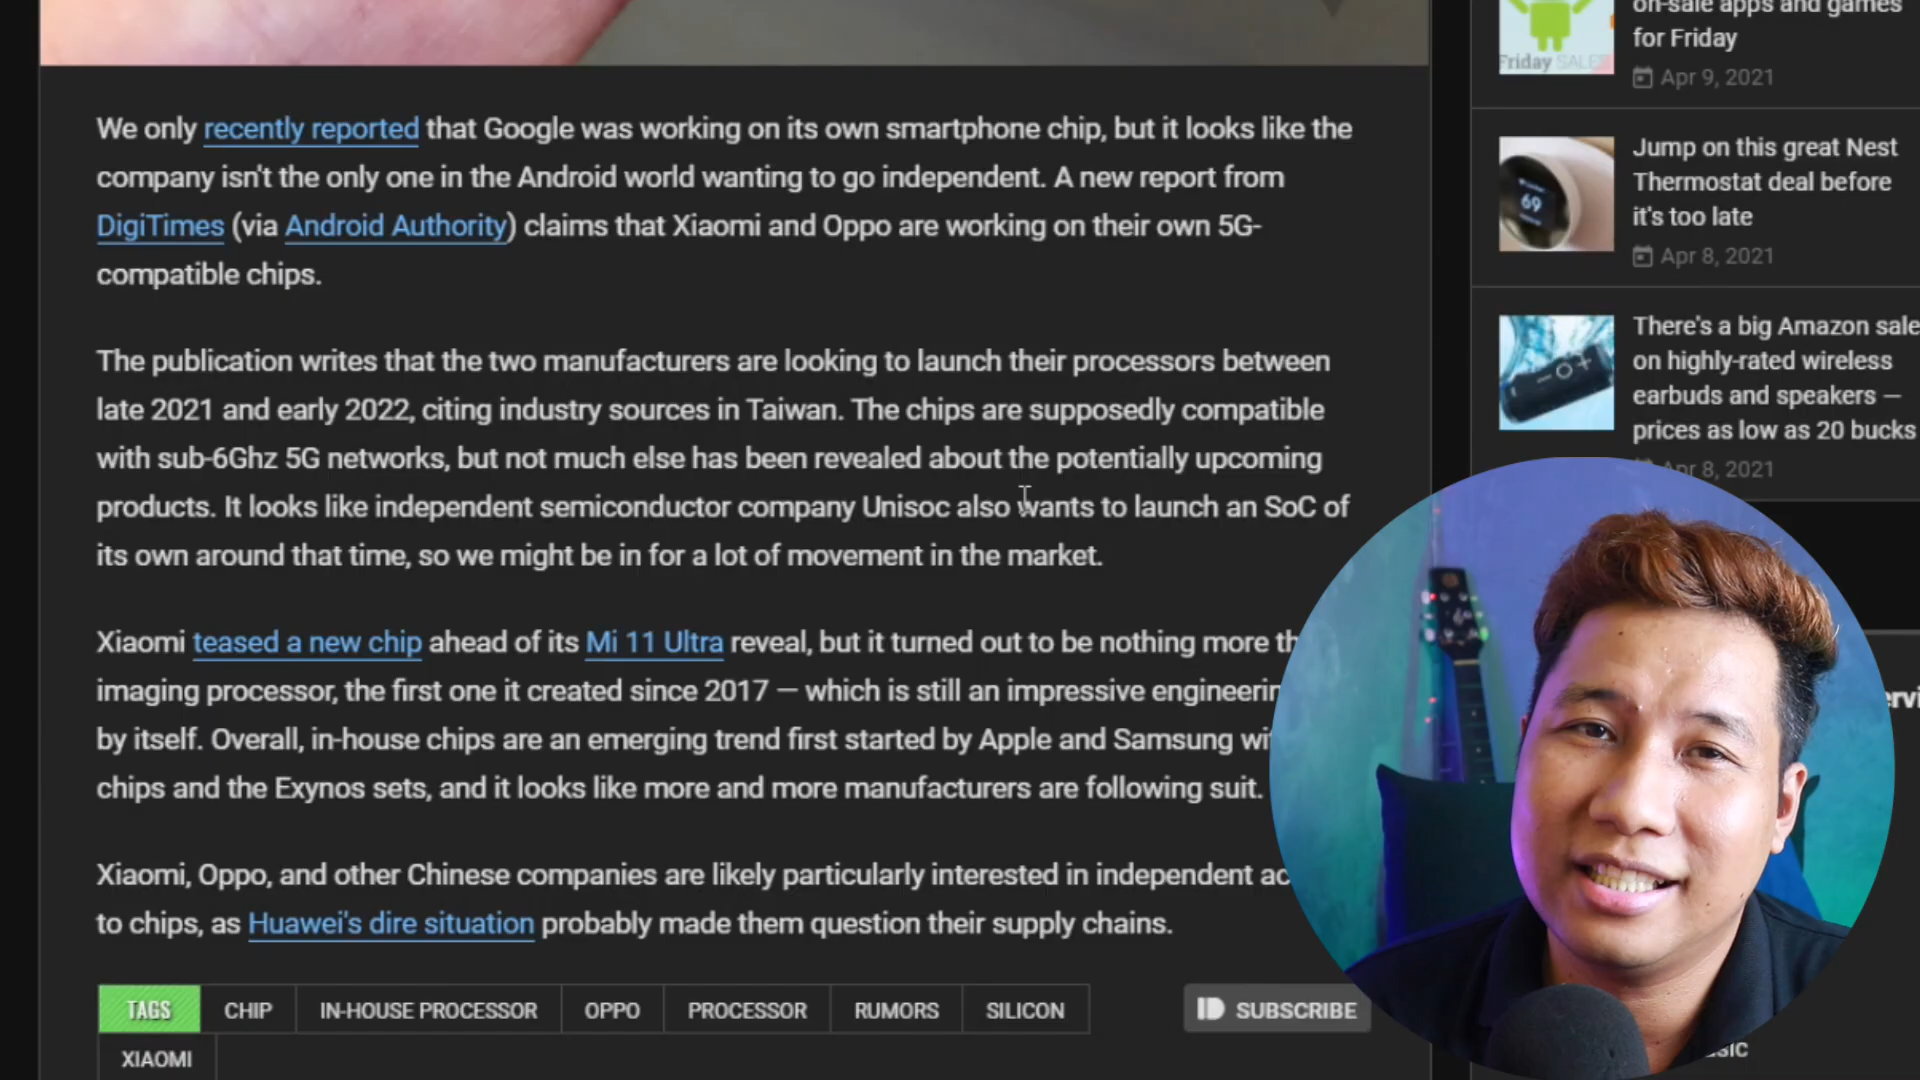 We only recently reported that Google was working on its own smartphone chip, but it looks like the
company isn't the only one in the Android world wanting to go independent. A new report from
DigiTimes (via Android Authority) claims that Xiaomi and Oppo are working on their own 5G-
compatible chips.
The publication writes that the two manufacturers are looking to launch their processors between
late 2021 and early 2022, citing industry sources in Taiwan. The chips are supposedly compatible
with sub-6Ghz 5G networks, but not much else has been revealed about the potentially upcoming
products. It looks like independent semiconductor company Unisoc also wants to launch an SoC of
its own around that time, so we might be in for a lot of movement in the market.
Xiaomi teased a new chip ahead of its Mi 11 Ultra reveal, but it turned out to be nothing more
imaging processor, the first one it created since 2017 — which is still an impressive
by itself. Overall, in-house chips are an emerging trend first started by Apple and Samsung
chips and the Exynos sets, and it looks like more and more manufacturers are following suit.
Xiaomi, Oppo, and other Chinese companies are likely particularly interested in independent
to chips, as Huawei's dire situation probably made them question their supply chains.
TAGS CHIP IN-HOUSE PROCESSOR OPPO PROCESSOR RUMORS SILICON
XIAOMI
SUBSCRIBE
on-sale apps and games
for Friday
Friday SALE
Apr 9, 2021
Jump on this great Nest
Thermostat deal before
it's too late
69
Apr 8, 2021
There's a big Amazon sale
on highly-rated wireless
earbuds and speakers —
prices as low as 20 bucks
Apr 8, 2021